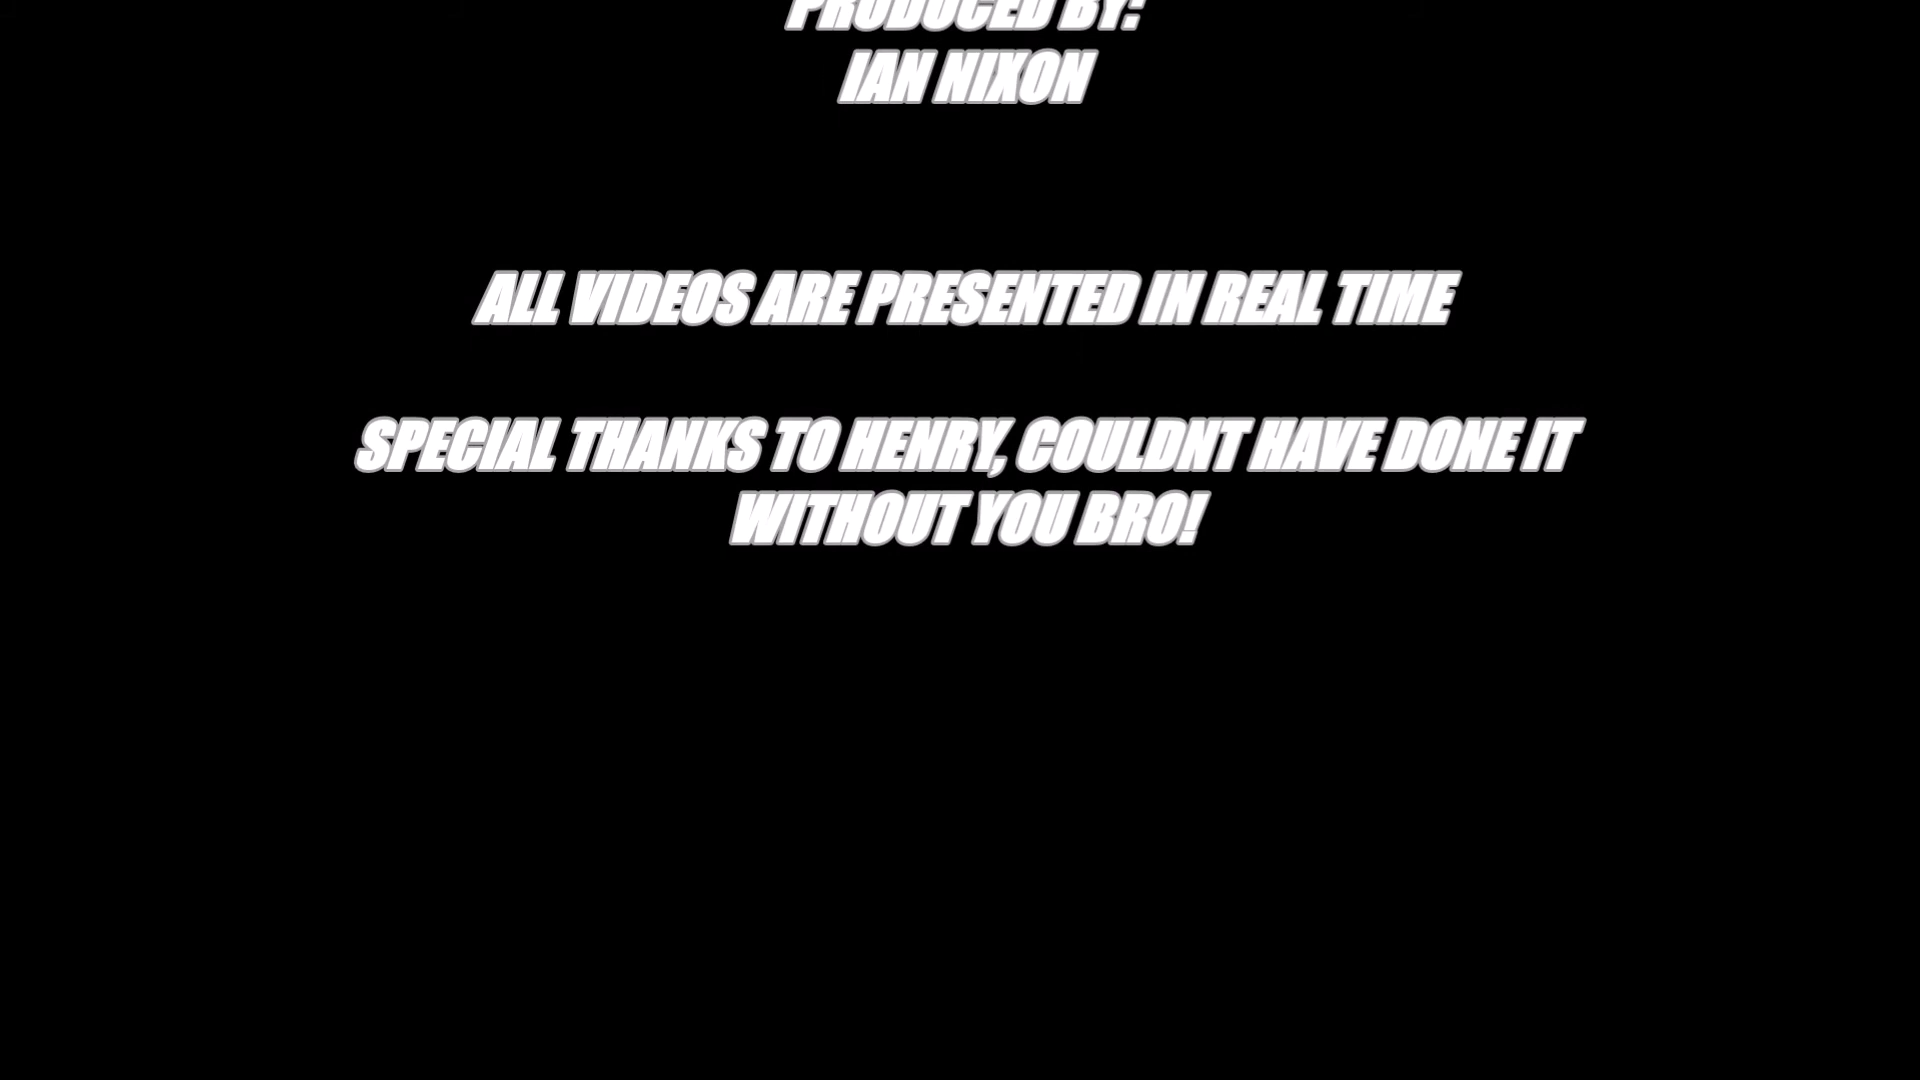 PRODUCED BY:
IAN NIXON
ALL VIDEOS ARE PRESENTED IN REAL TIME
SPECIAL THANKS TO HENRY, COULDNT HAVE DONE IT
WITHOUT YOU BRO!